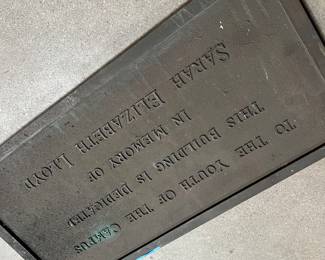 TO THE YOUTH OF THE CAMPUS
THIS BUILDING IS DEDICATED
IN MEMORY OF
SARAH ELIZABETH LLOYD